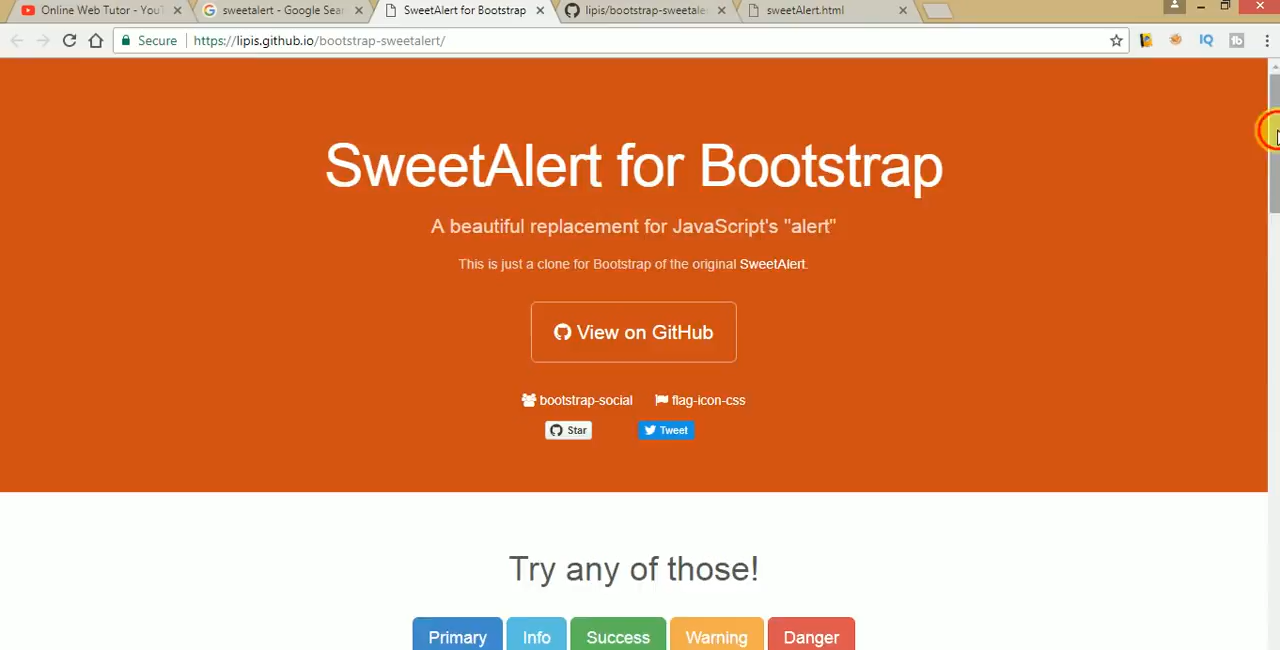 Online Web Tutor - YouT
sweetalert - Google Sear
SweetAlert for Bootstrap
lipis/bootstrap-sweetale
sweetAlert.html
Secure
https://lipis.github.io/bootstrap-sweetalert/
IQ
tb
SweetAlert for Bootstrap
A beautiful replacement for JavaScript's "alert"
This is just a clone for Bootstrap of the original SweetAlert.
View on GitHub
bootstrap-social
flag-icon-css
Star
Tweet
Try any of those!
Primary
Info
Success
Warning
Danger